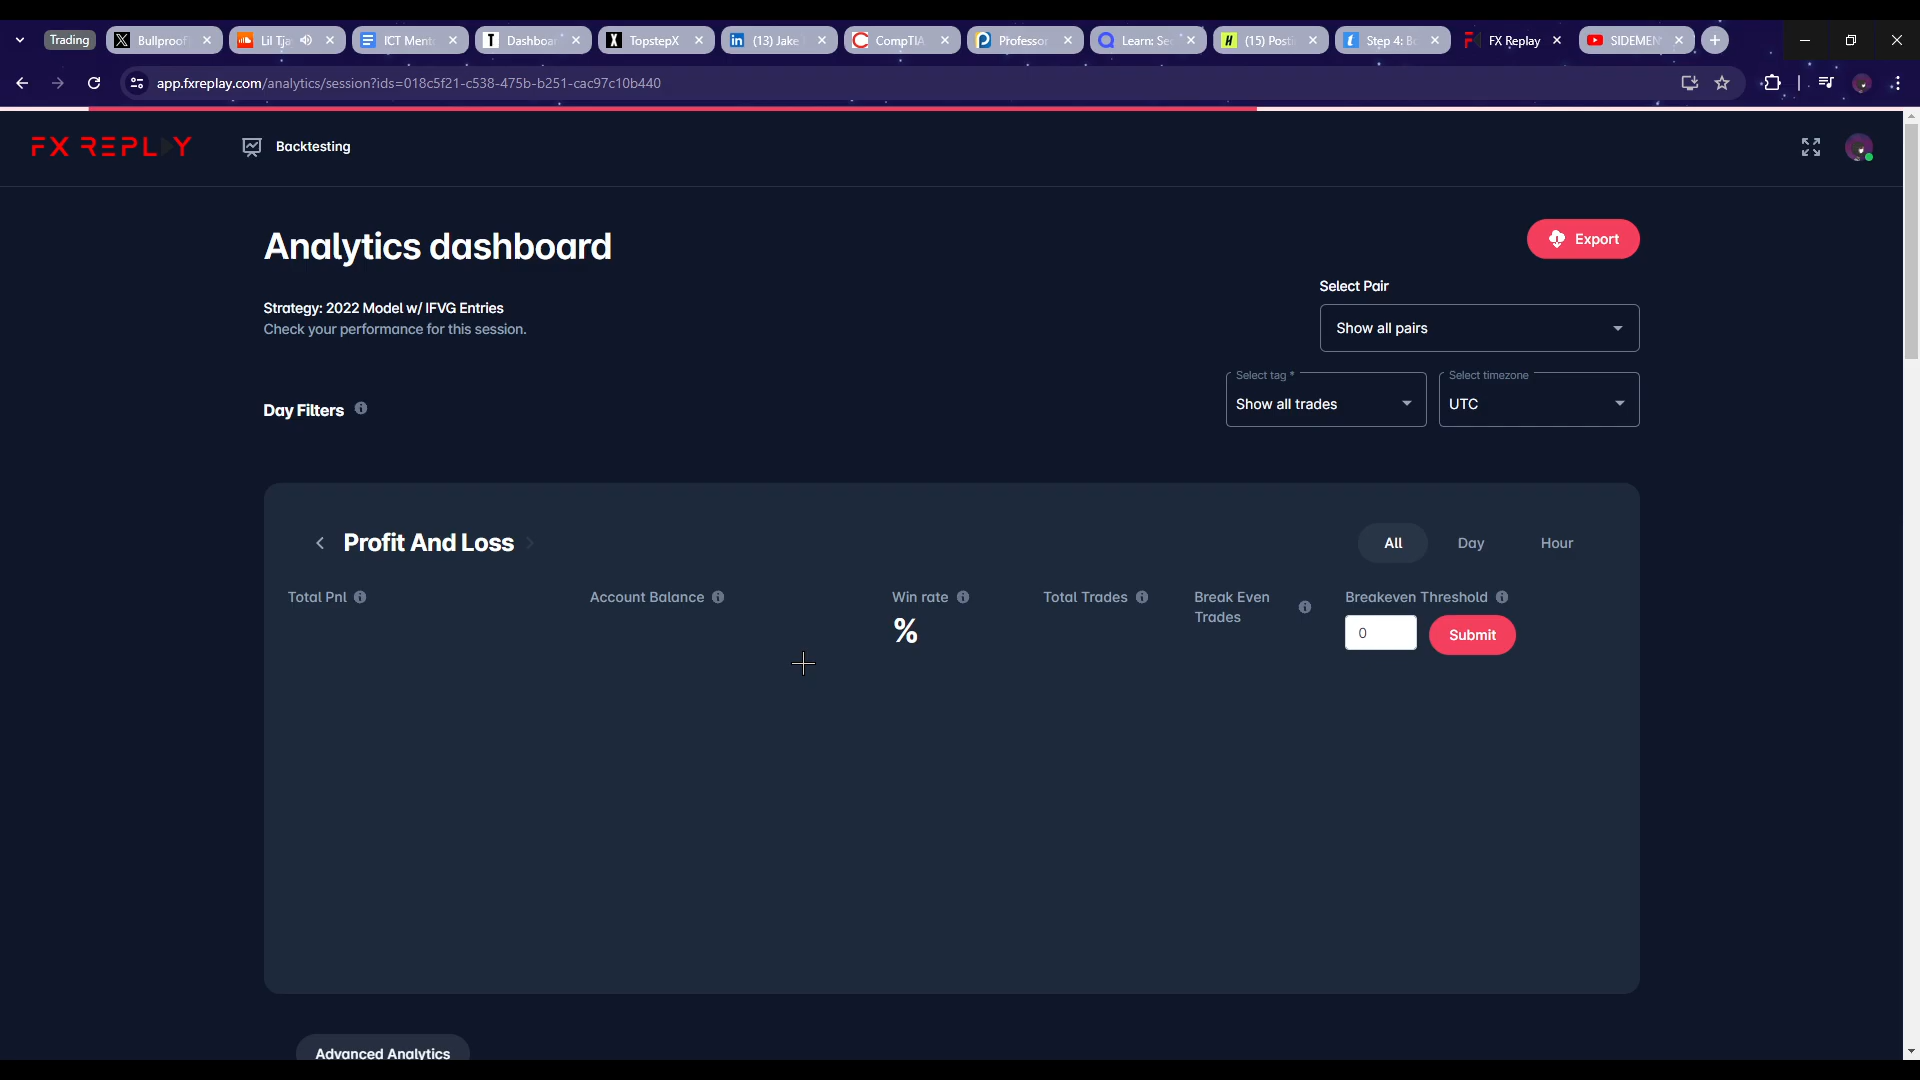 Trading
Bullproof
Lil Tja
ICT Ment
Dashboar
TopstepX
(13) Jake
CompTIA
Professor
Learn: Se
(15) Post
Step 4: B
FX Replay
SIDEMEN
app.fxreplay.com/analytics/session?ids=018c5f21-c538-475b-b251-cac97c10b440
FX REPLAY
Backtesting
Analytics dashboard
Export
Strategy: 2022 Model w/ IFVG Entries
Check your performance for this session.
Select Pair
Show all pairs
Day Filters
Select tag *
Show all trades
Select timezone
UTC
Profit And Loss
All
Day
Hour
Total Pnl
Account Balance
Win rate
%
Total Trades
Break Even
Trades
Breakeven Threshold
0
Submit
Advanced Analytics